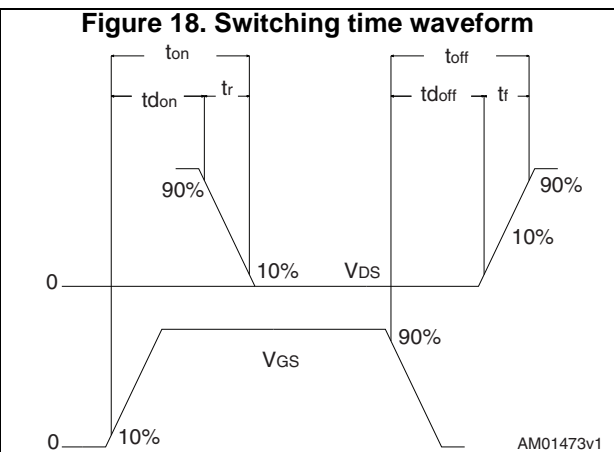 Figure 18. Switching time waveform
ton
toff
tdon
tr
tdoff
tf
90%
90%
10%
10%
VDS
0
90%
VGS
10%
0
AM01473v1